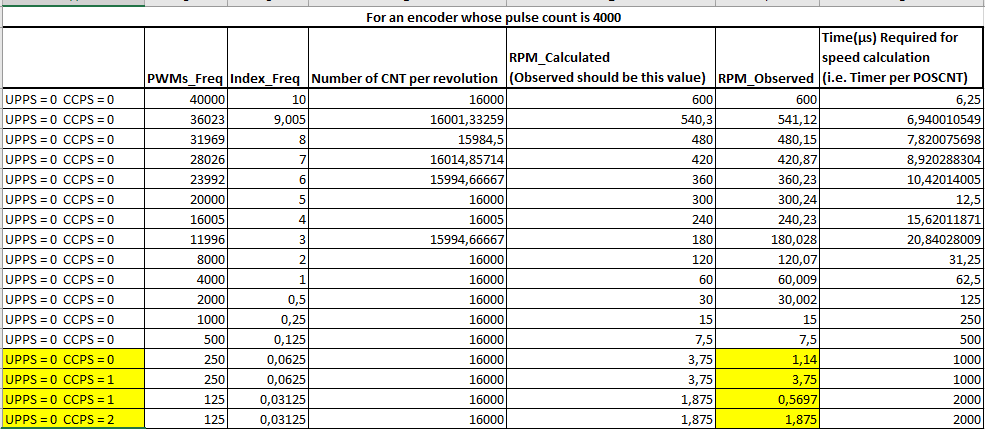 For an encoder whose pulse count is 4000
PWMs_Freq Index_Freq Number of CNT per revolution RPM_Calculated (Observed should be this value) RPM_Observed Time(µs) Required for speed calculation (i.e. Timer per POSCNT)
UPPS = 0 CCPS = 0 40000 10 16000 600 600 6,25
UPPS = 0 CCPS = 0 36023 9,005 16001,33259 540,3 541,12 6,940010549
UPPS = 0 CCPS = 0 31969 8 15984,5 480 480,15 7,820075698
UPPS = 0 CCPS = 0 28026 7 16014,85714 420 420,87 8,920288304
UPPS = 0 CCPS = 0 23992 6 15994,66667 360 360,23 10,42014005
UPPS = 0 CCPS = 0 20000 5 16000 300 300,24 12,5
UPPS = 0 CCPS = 0 16005 4 16005 240 240,23 15,62011871
UPPS = 0 CCPS = 0 11996 3 15994,66667 180 180,028 20,84028009
UPPS = 0 CCPS = 0 8000 2 16000 120 120,07 31,25
UPPS = 0 CCPS = 0 4000 1 16000 60 60,009 62,5
UPPS = 0 CCPS = 0 2000 0,5 16000 30 30,002 125
UPPS = 0 CCPS = 0 1000 0,25 16000 15 15 250
UPPS = 0 CCPS = 0 500 0,125 16000 7,5 7,5 500
UPPS = 0 CCPS = 0 250 0,0625 16000 3,75 1,14 1000
UPPS = 0 CCPS = 1 250 0,0625 16000 3,75 3,75 1000
UPPS = 0 CCPS = 1 125 0,03125 16000 1,875 0,5697 2000
UPPS = 0 CCPS = 2 125 0,03125 16000 1,875 1,875 2000